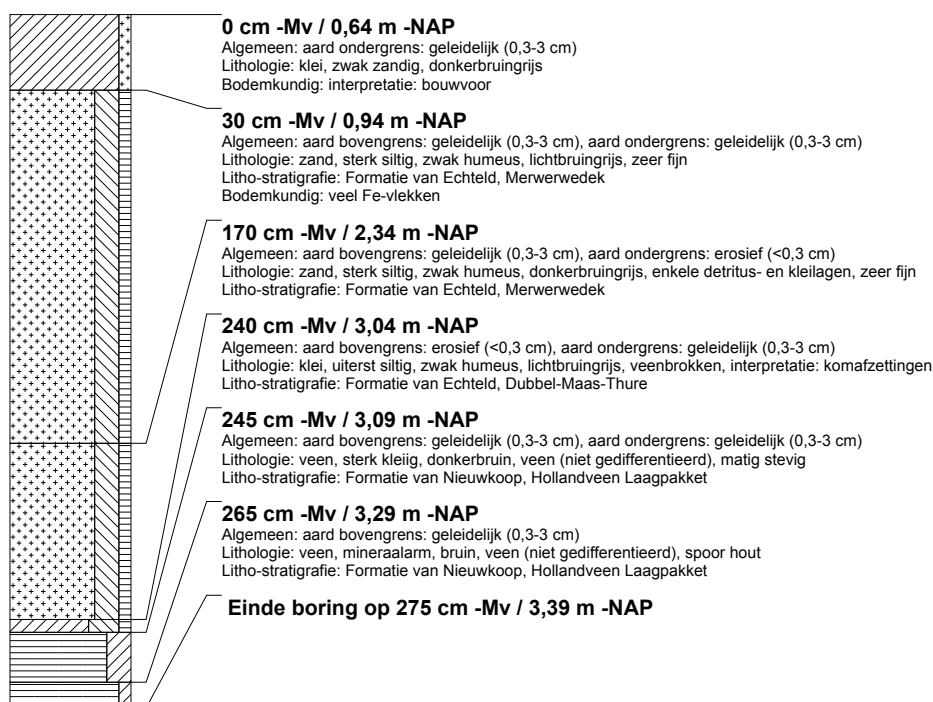 0 cm -Mv / 0,64 m -NAP
Algemeen: aard ondergrens: geleidelijk (0,3-3 cm)
Lithologie: klei, zwak zandig, donkerbruingrijs
Bodemkundig: interpretatie: bouwvoor
30 cm -Mv / 0,94 m -NAP
Algemeen: aard bovengrens: geleidelijk (0,3-3 cm), aard ondergrens: geleidelijk (0,3-3 cm)
Lithologie: zand, sterk siltig, zwak humeus, lichtbruingrijs, zeer fijn
Litho-stratigrafie: Formatie van Echteld, Merwerwedek
Bodemkundig: veel Fe-vlekken
170 cm -Mv / 2,34 m -NAP
Algemeen: aard bovengrens: geleidelijk (0,3-3 cm), aard ondergrens: erosief (<0,3 cm)
Lithologie: zand, sterk siltig, zwak humeus, donkerbruingrijs, enkele detritus- en kleilagen, zeer fijn
Litho-stratigrafie: Formatie van Echteld, Merwerwedek
240 cm -Mv / 3,04 m -NAP
Algemeen: aard bovengrens: erosief (<0,3 cm), aard ondergrens: geleidelijk (0,3-3 cm)
Lithologie: klei, uiterst siltig, zwak humeus, lichtbruingrijs, veenbrokken, interpretatie: komafzettingen
Litho-stratigrafie: Formatie van Echteld, Dubbel-Maas-Thure
245 cm -Mv / 3,09 m -NAP
Algemeen: aard bovengrens: geleidelijk (0,3-3 cm), aard ondergrens: geleidelijk (0,3-3 cm)
Lithologie: veen, sterk kleiig, donkerbruin, veen (niet gedifferentieerd), matig stevig
Litho-stratigrafie: Formatie van Nieuwkoop, Hollandveen Laagpakket
265 cm -Mv / 3,29 m -NAP
Algemeen: aard bovengrens: geleidelijk (0,3-3 cm)
Lithologie: veen, mineraalarm, bruin, veen (niet gedifferentieerd), spoor hout
Litho-stratigrafie: Formatie van Nieuwkoop, Hollandveen Laagpakket
Einde boring op 275 cm -Mv / 3,39 m -NAP